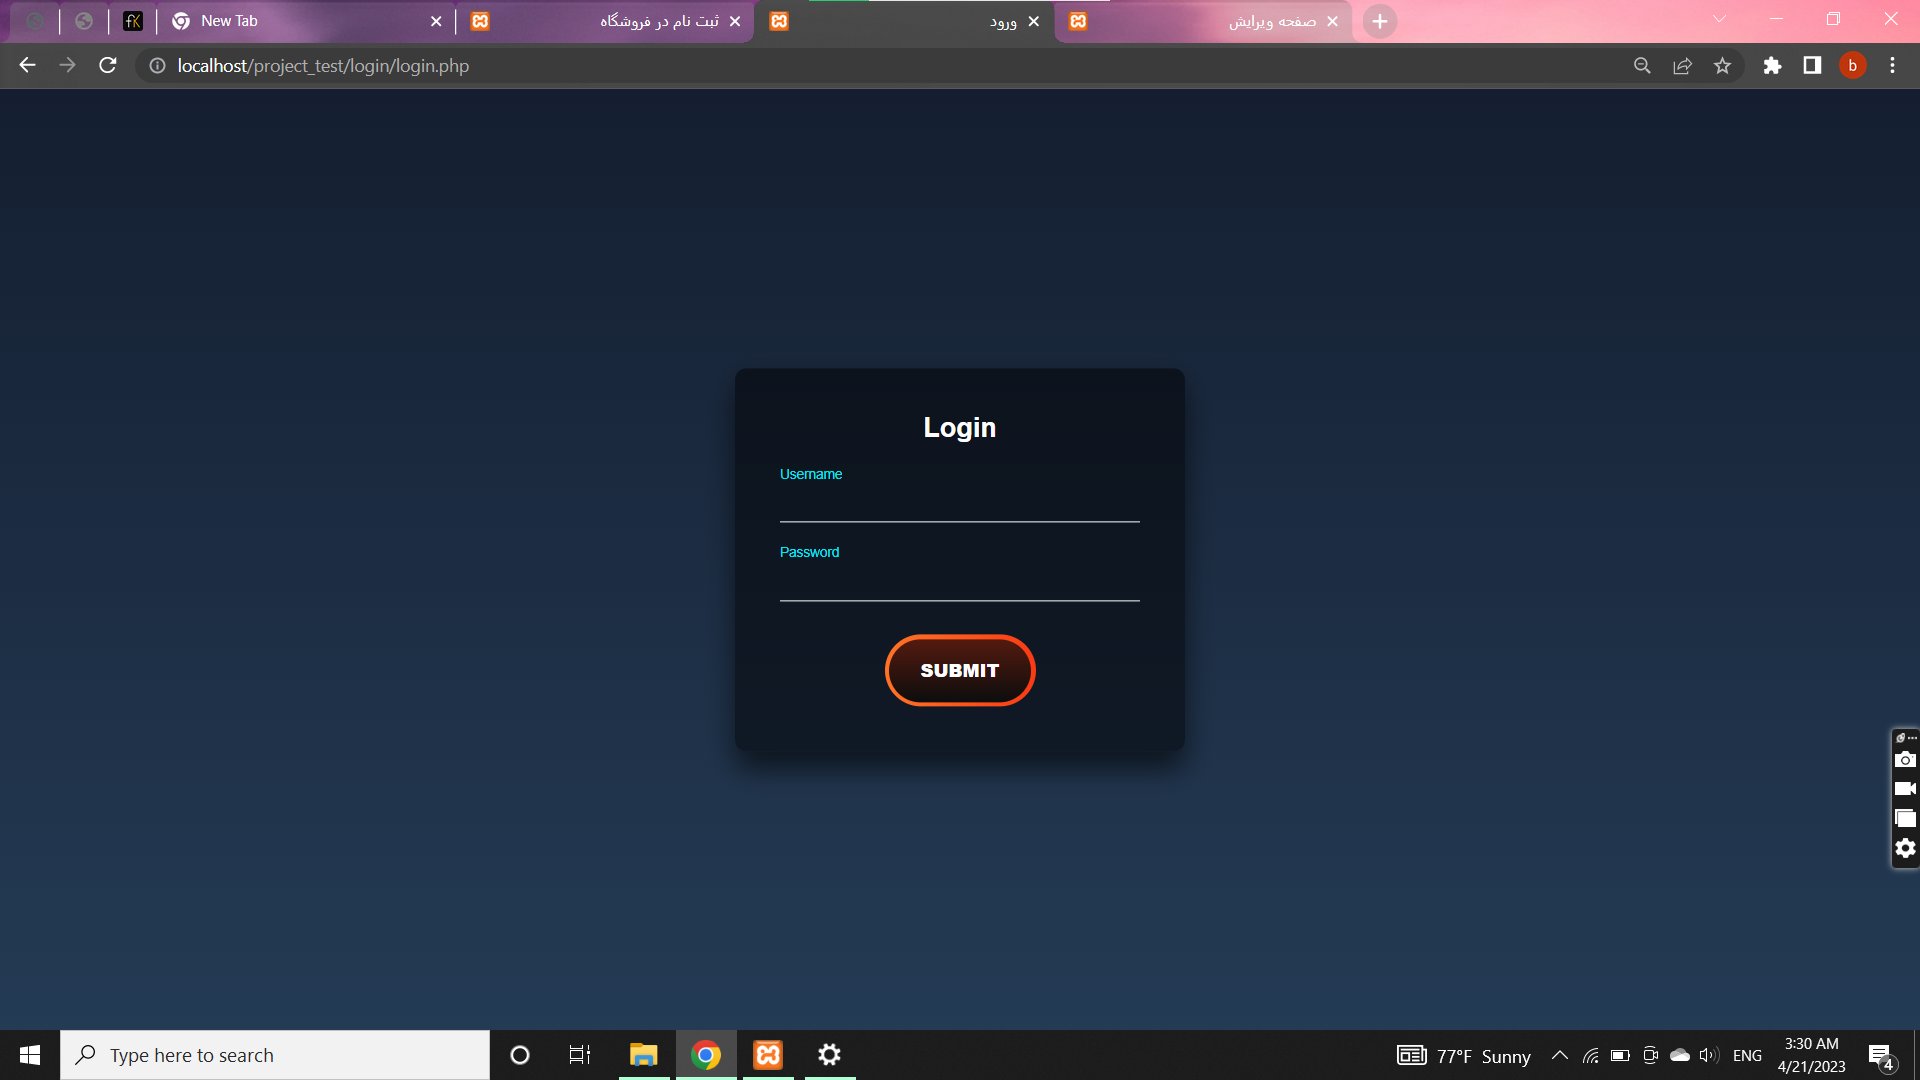 New Tab
ثبت نام در فروشگاه
ورود
صفحه ویرایش
localhost/project_test/login/login.php
b
Login
Username
Password
SUBMIT
Type here to search
77°F Sunny
ENG
3:30 AM
4/21/2023
4